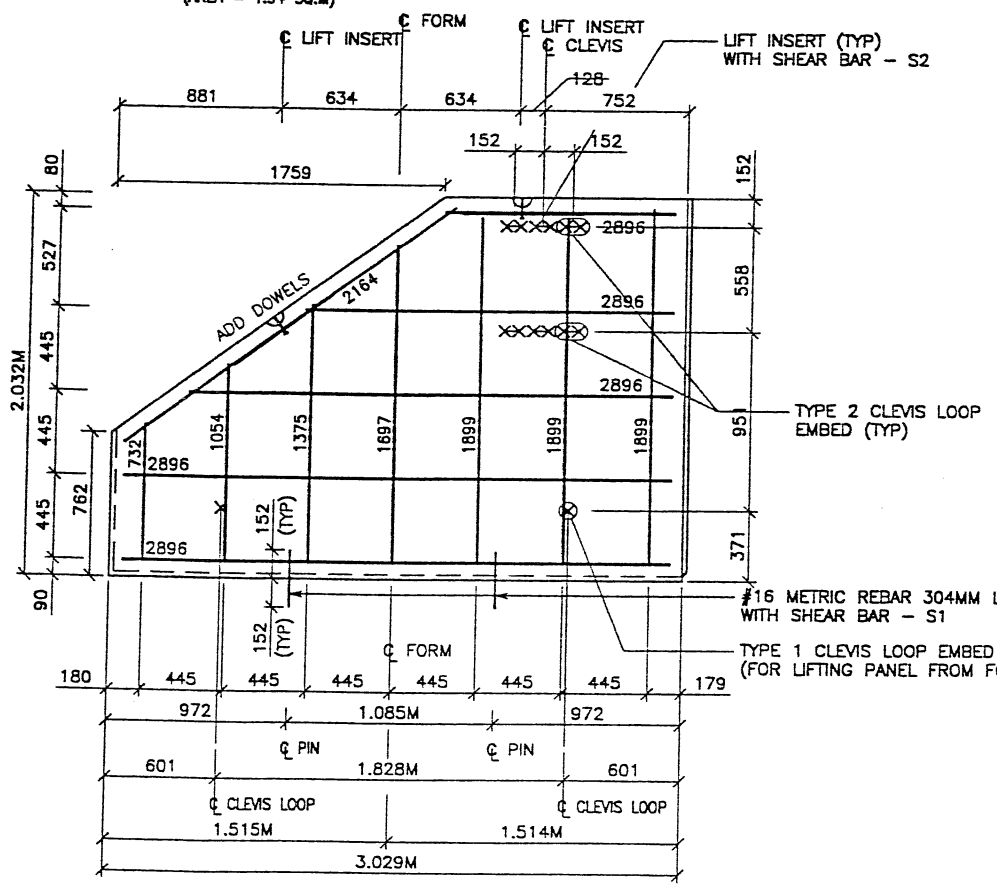 ℄ FORM
℄ LIFT INSERT
℄ LIFT INSERT
℄ CLEVIS
LIFT INSERT (TYP)
WITH SHEAR BAR – S2
881
634
634
128
752
152
152
1759
80
527
445
445
445
90
2.032M
762
152
558
371
ADD DOWELS
2164
2896
2896
2896
2896
2896
732
1054
1375
1697
1899
1899
1899
TYPE 2 CLEVIS LOOP
EMBED (TYP)
152
(TYP)
152
(TYP)
#16 METRIC REBAR 304MM L
WITH SHEAR BAR – S1
℄ FORM
TYPE 1 CLEVIS LOOP EMBED
(FOR LIFTING PANEL FROM FO
180
445
445
445
445
445
445
179
972
1.085M
972
℄ PIN
℄ PIN
601
1.828M
601
℄ CLEVIS LOOP
℄ CLEVIS LOOP
1.515M
1.514M
3.029M